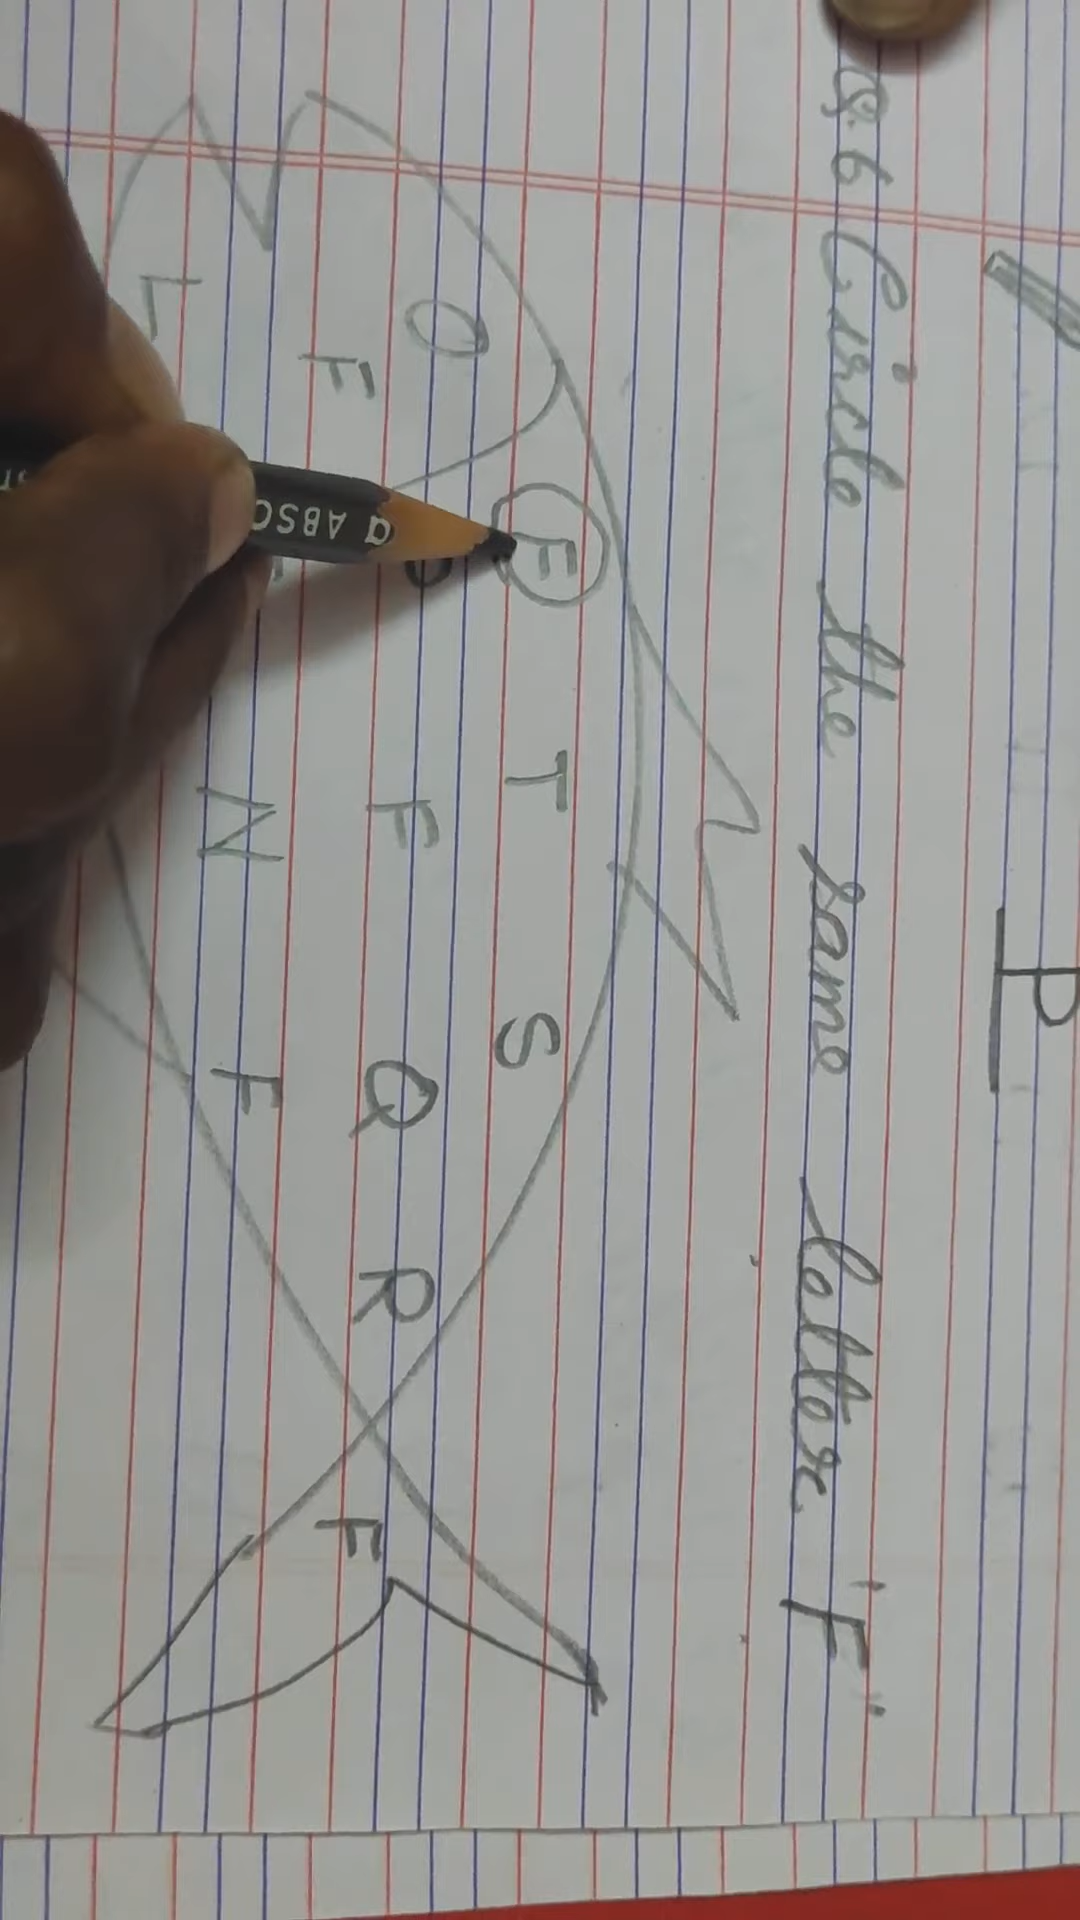 P
Q.6 Circle the same letter "F"
F T S
O
P F Q R F
F
N F
L
α ABSO